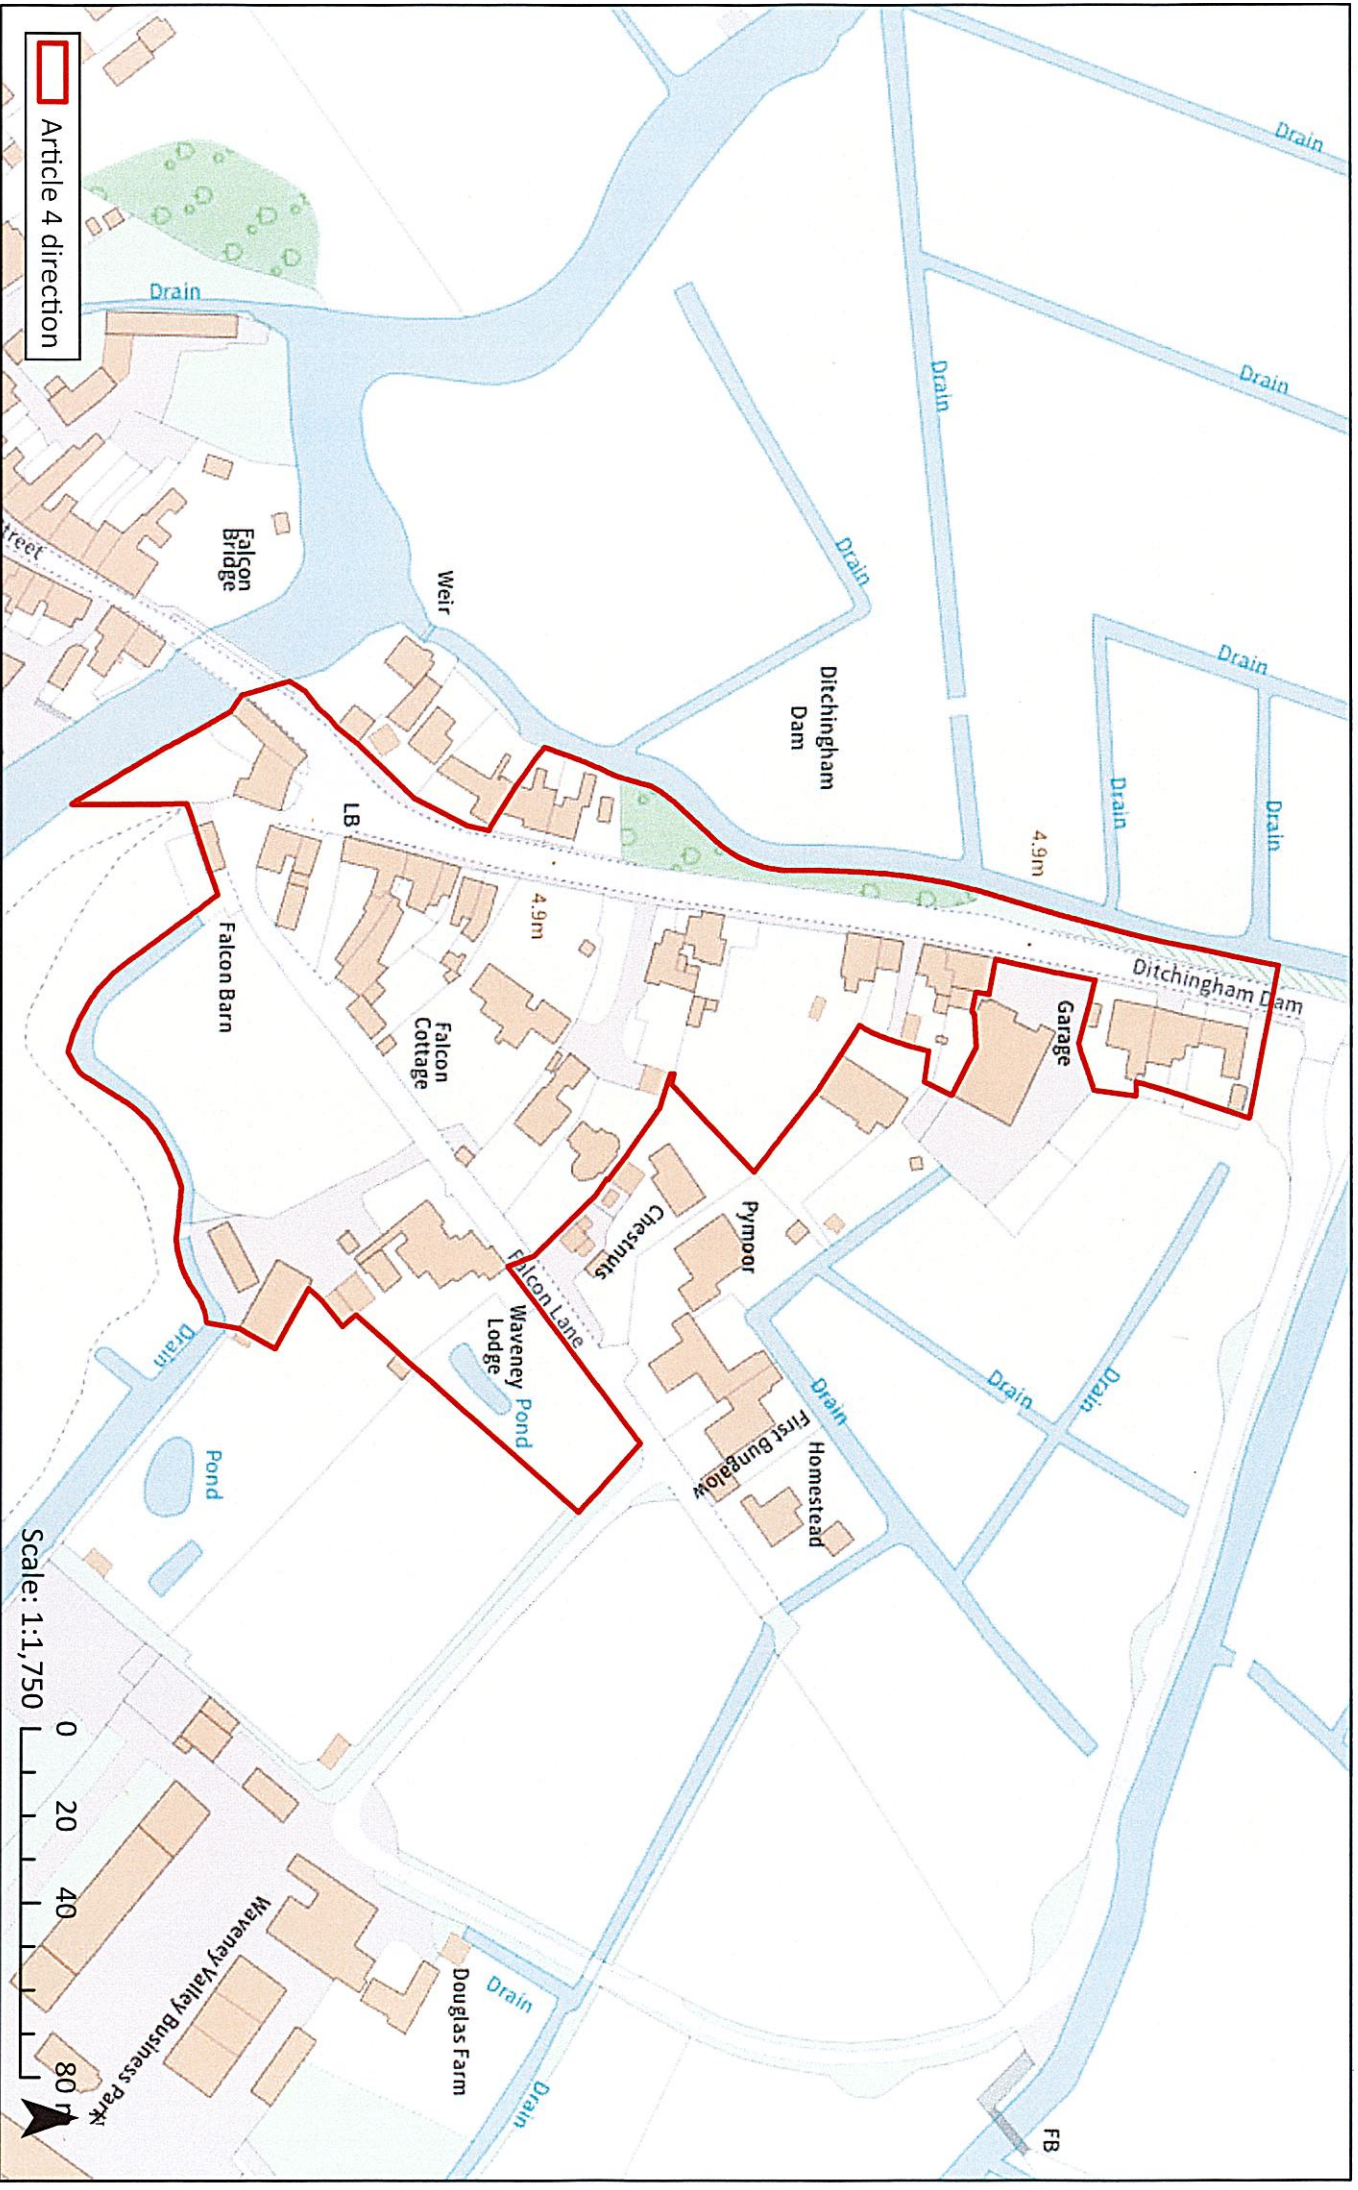 Drain
Drain
Drain
Drain
Drain
Drain
Drain
Drain
Ditchingham
Dam
4.9m
Ditchingham Dam
Garage
Weir
Falcon
Bridge
treet
LB
4.9m
Falcon Barn
Falcon
Cottage
Chestnuts
Pymoor
Falcon Lane
Waveney
Lodge
Pond
First Bungalow
Homestead
Drain
Drain
Drain
Drain
Pond
Douglas Farm
Drain
Drain
FB
Waveney Valley Business Park
Article 4 direction
Scale: 1:1,750
0 20 40 80 m
N